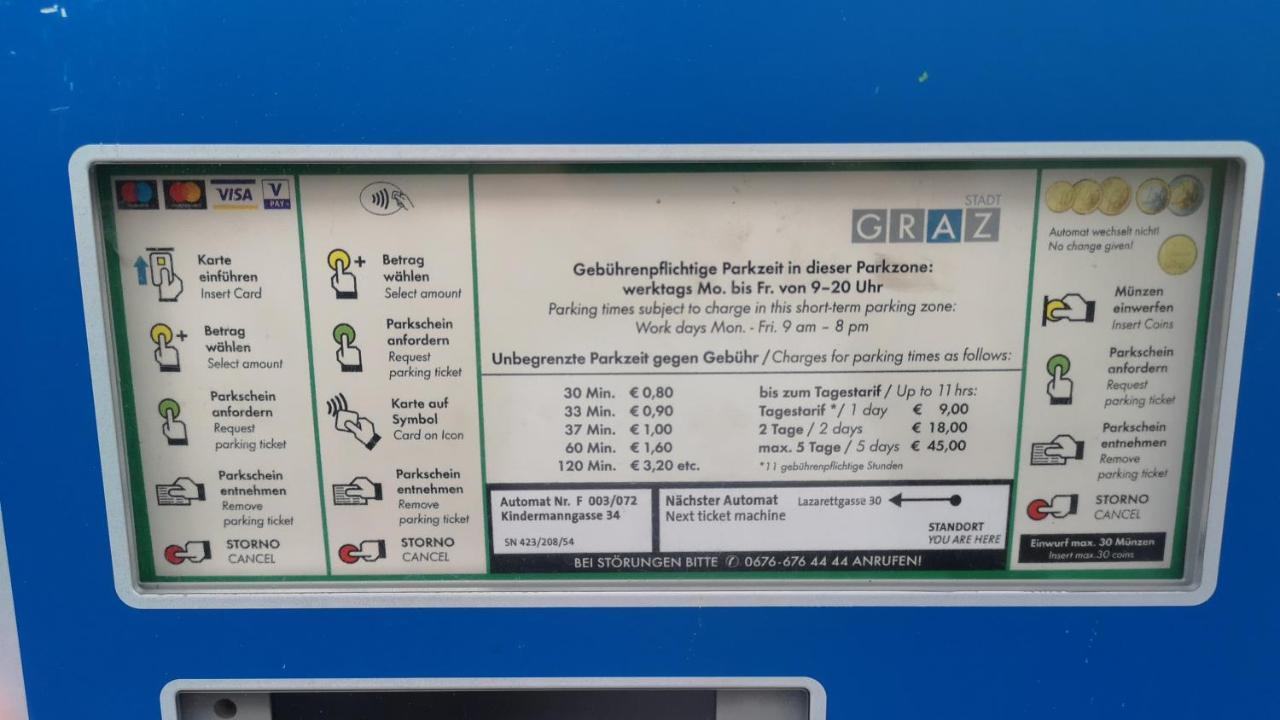 VISA
V
PAY
Karte
einführen
Insert Card
Betrag
wählen
Select amount
Parkschein
anfordern
Request
parking ticket
Parkschein
entnehmen
Remove
parking ticket
STORNO
CANCEL
Betrag
wählen
Select amount
Parkschein
anfordern
Request
parking ticket
Karte auf
Symbol
Card on Icon
Parkschein
entnehmen
Remove
parking ticket
STORNO
CANCEL
STADT
GRAZ
Gebührenpflichtige Parkzeit in dieser Parkzone:
werktags Mo. bis Fr. von 9–20 Uhr
Parking times subject to charge in this short-term parking zone:
Work days Mon. - Fri. 9 am – 8 pm
Unbegrenzte Parkzeit gegen Gebühr / Charges for parking times as follows:
30 Min. € 0,80
33 Min. € 0,90
37 Min. € 1,00
60 Min. € 1,60
120 Min. € 3,20 etc.
bis zum Tagestarif / Up to 11 hrs:
Tagestarif */ 1 day € 9,00
2 Tage / 2 days € 18,00
max. 5 Tage / 5 days € 45,00
*11 gebührenpflichtige Stunden
Automat Nr. F 003/072
Kindermanngasse 34
SN 423/208/54
Nächster Automat Lazarettgasse 30
Next ticket machine
STANDORT
YOU ARE HERE
BEI STÖRUNGEN BITTE ✆ 0676-676 44 44 ANRUFEN!
Automat wechselt nicht!
No change given!
Münzen
einwerfen
Insert Coins
Parkschein
anfordern
Request
parking ticket
Parkschein
entnehmen
Remove
parking ticket
STORNO
CANCEL
Einwurf max. 30 Münzen
Insert max.30 coins